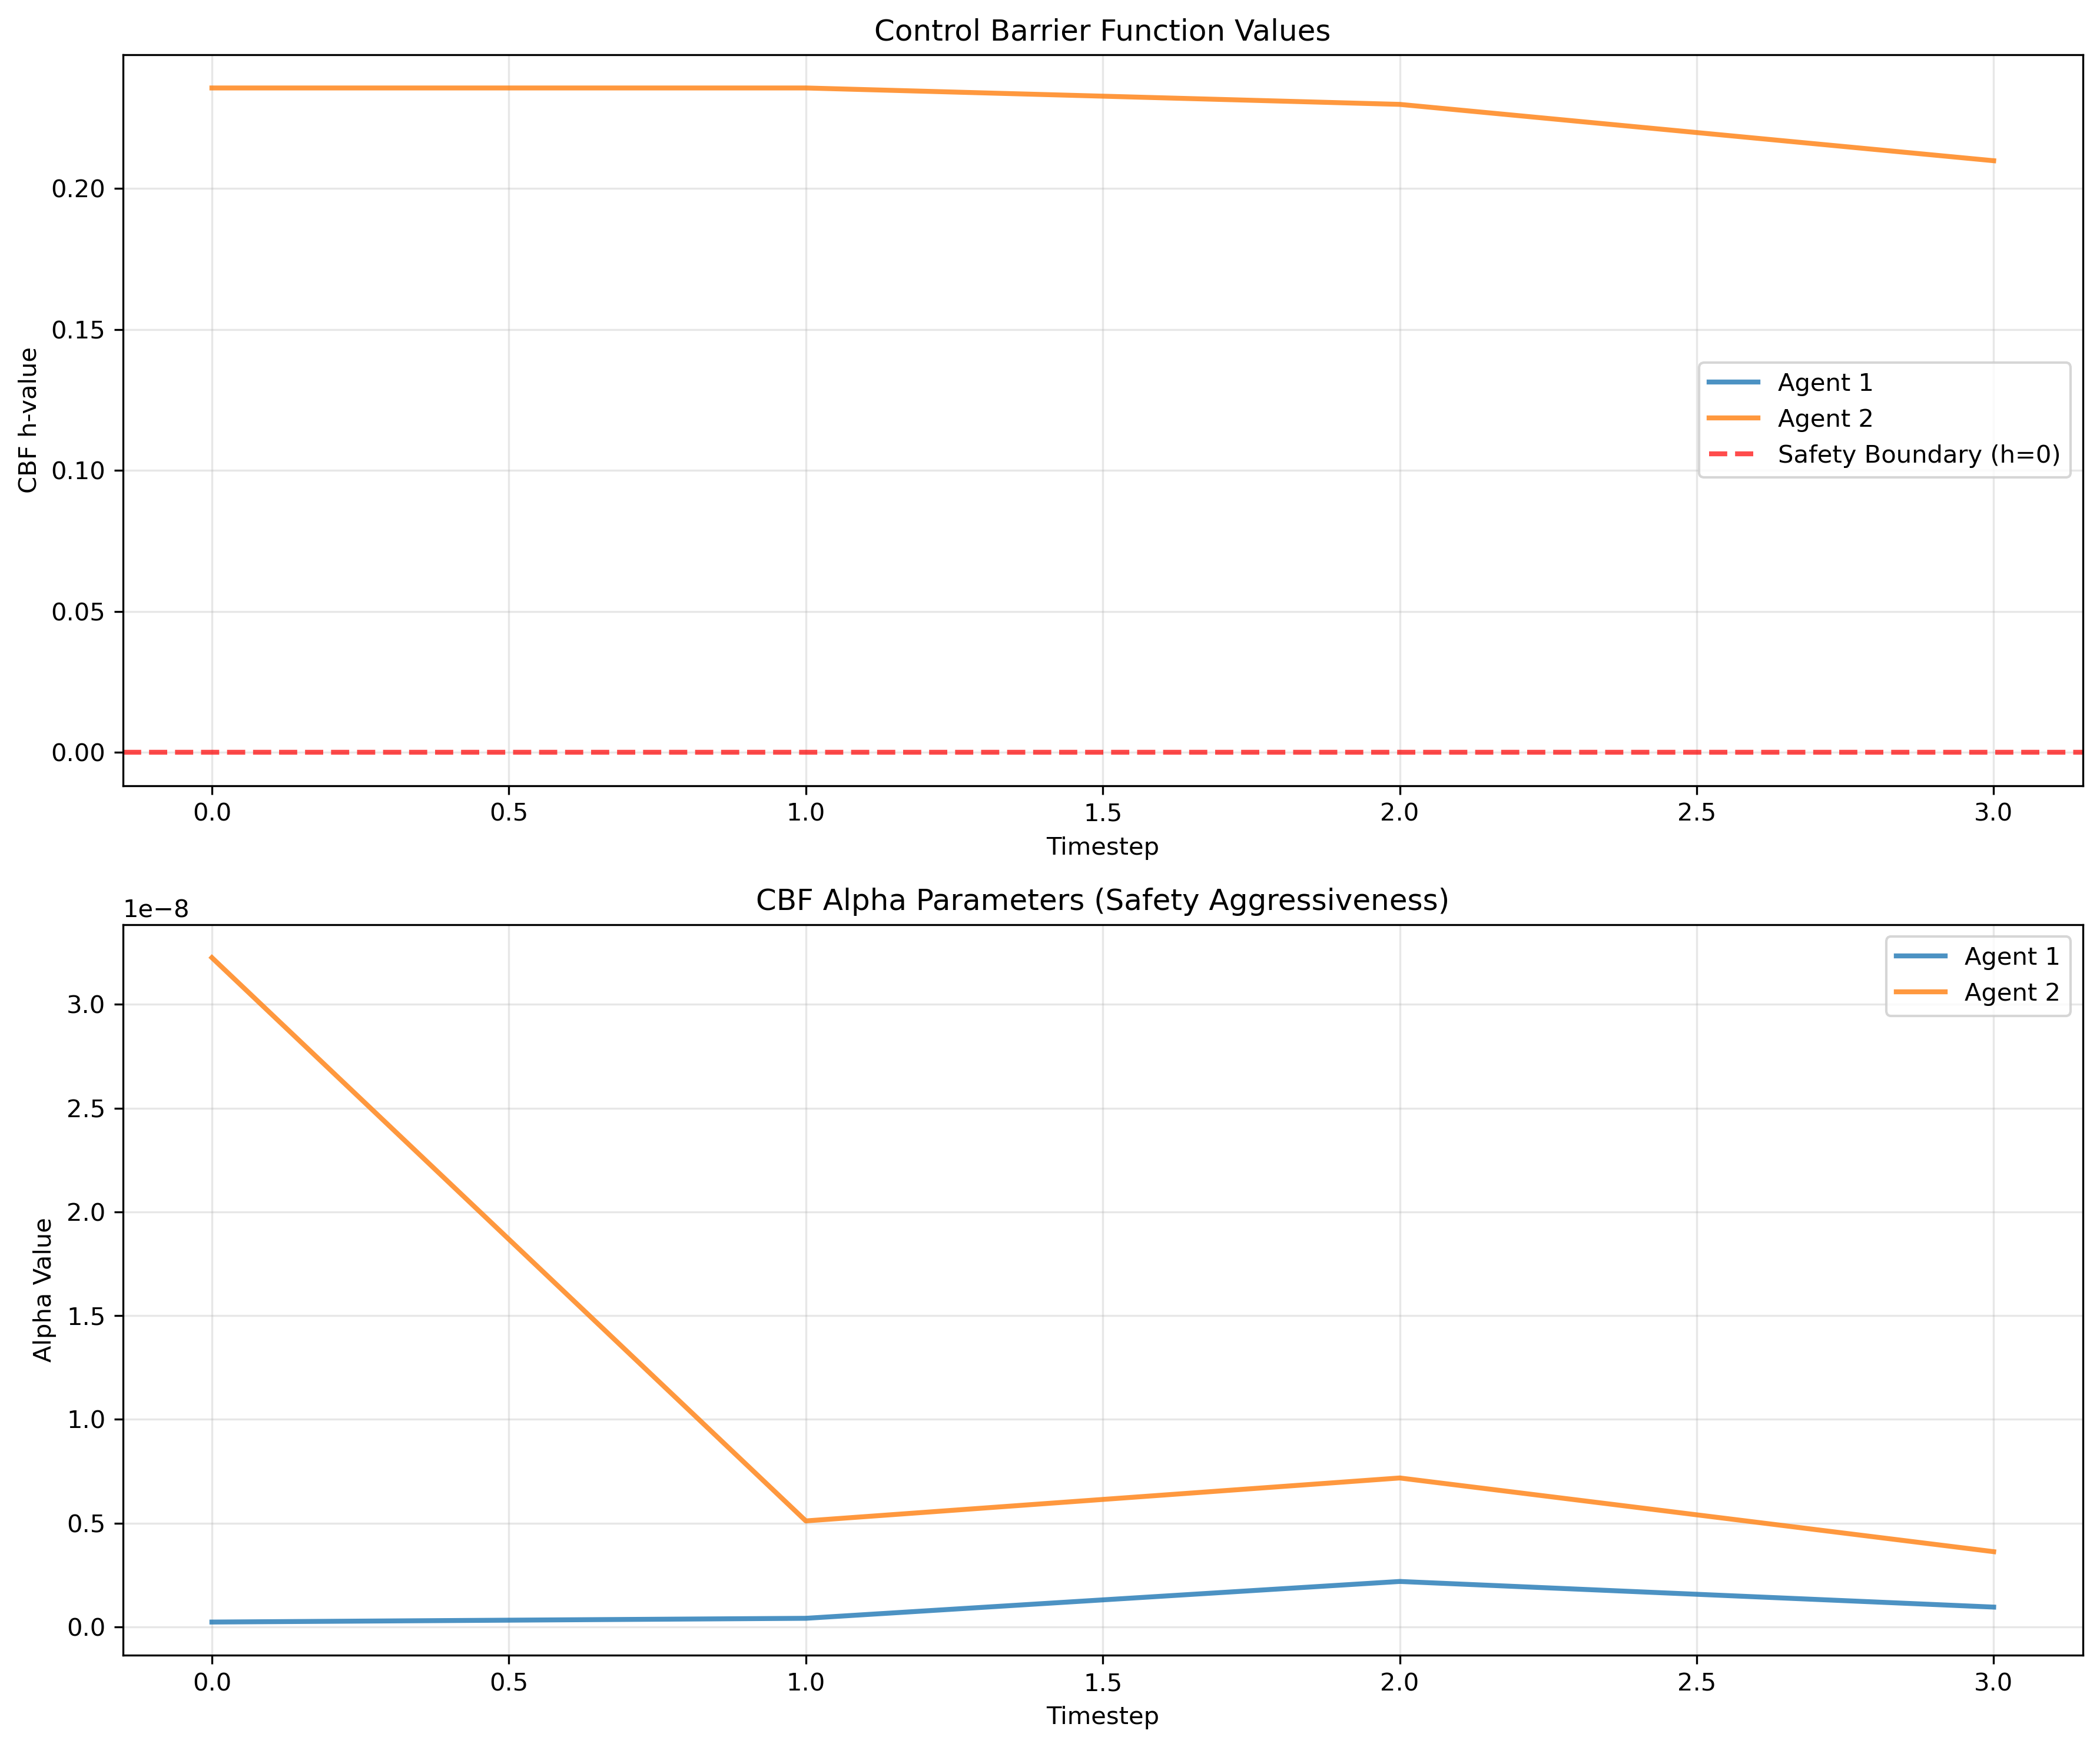 Control Barrier Function Values
CBF h-value
0.20
0.15
0.10
0.05
0.00
Agent 1
Agent 2
Safety Boundary (h=0)
0.0 0.5 1.0 1.5 2.0 2.5 3.0
Timestep
CBF Alpha Parameters (Safety Aggressiveness)
1e−8
Alpha Value
3.0
2.5
2.0
1.5
1.0
0.5
0.0
Agent 1
Agent 2
0.0 0.5 1.0 1.5 2.0 2.5 3.0
Timestep